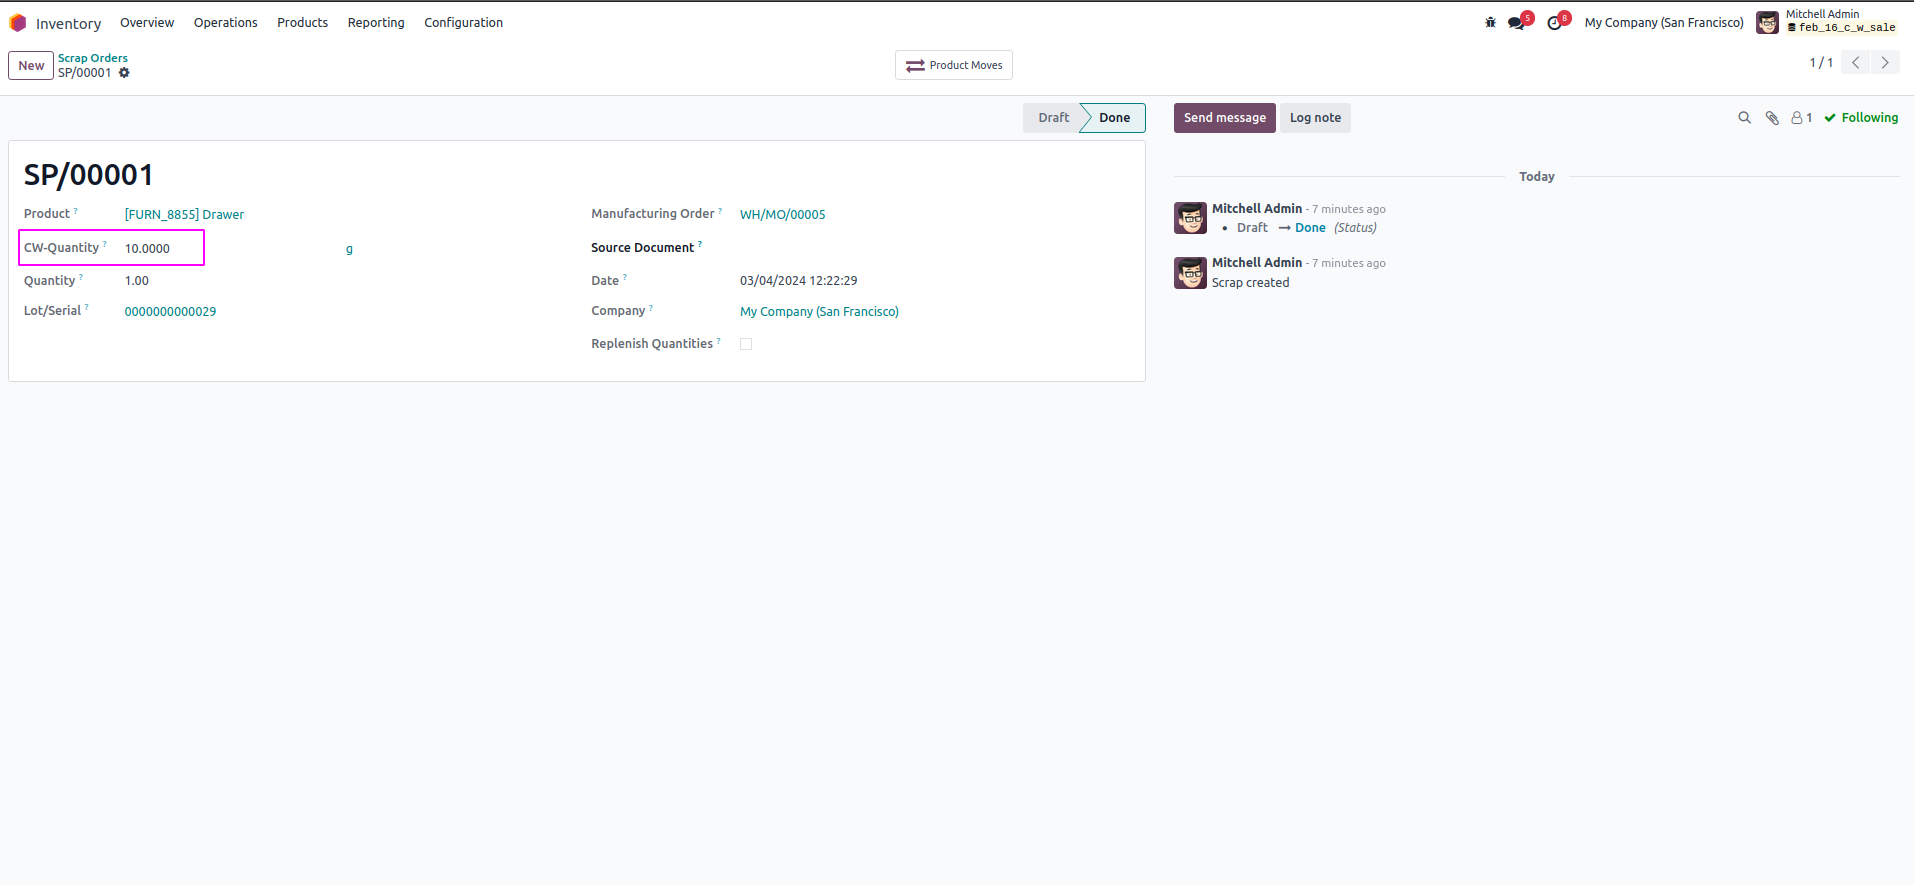 Inventory Overview Operations Products Reporting Configuration 5 8 My Company (San Francisco) Mitchell Admin
feb_16_c_w_sale
New Scrap Orders
SP/00001
Product Moves
1 / 1
Draft Done
Send message Log note 1 Following
SP/00001
Product ? [FURN_8855] Drawer
CW-Quantity ? 10.0000 g
Quantity ? 1.00
Lot/Serial ? 0000000000029
Manufacturing Order ? WH/MO/00005
Source Document ?
Date ? 03/04/2024 12:22:29
Company ? My Company (San Francisco)
Replenish Quantities ?
Today
Mitchell Admin - 7 minutes ago
• Draft → Done (Status)
Mitchell Admin - 7 minutes ago
Scrap created